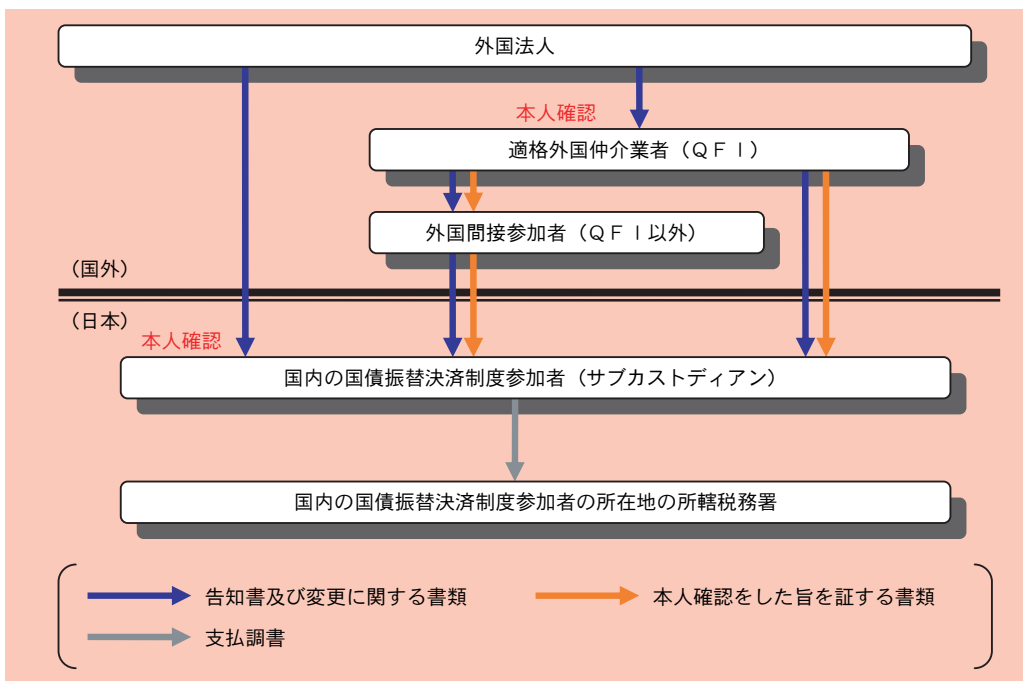 外国法人
本人確認
適格外国仲介業者（ＱＦＩ）
外国間接参加者（ＱＦＩ以外）
（国外）
（日本）
本人確認
国内の国債振替決済制度参加者（サブカストディアン）
国内の国債振替決済制度参加者の所在地の所轄税務署
告知書及び変更に関する書類
本人確認をした旨を証する書類
支払調書